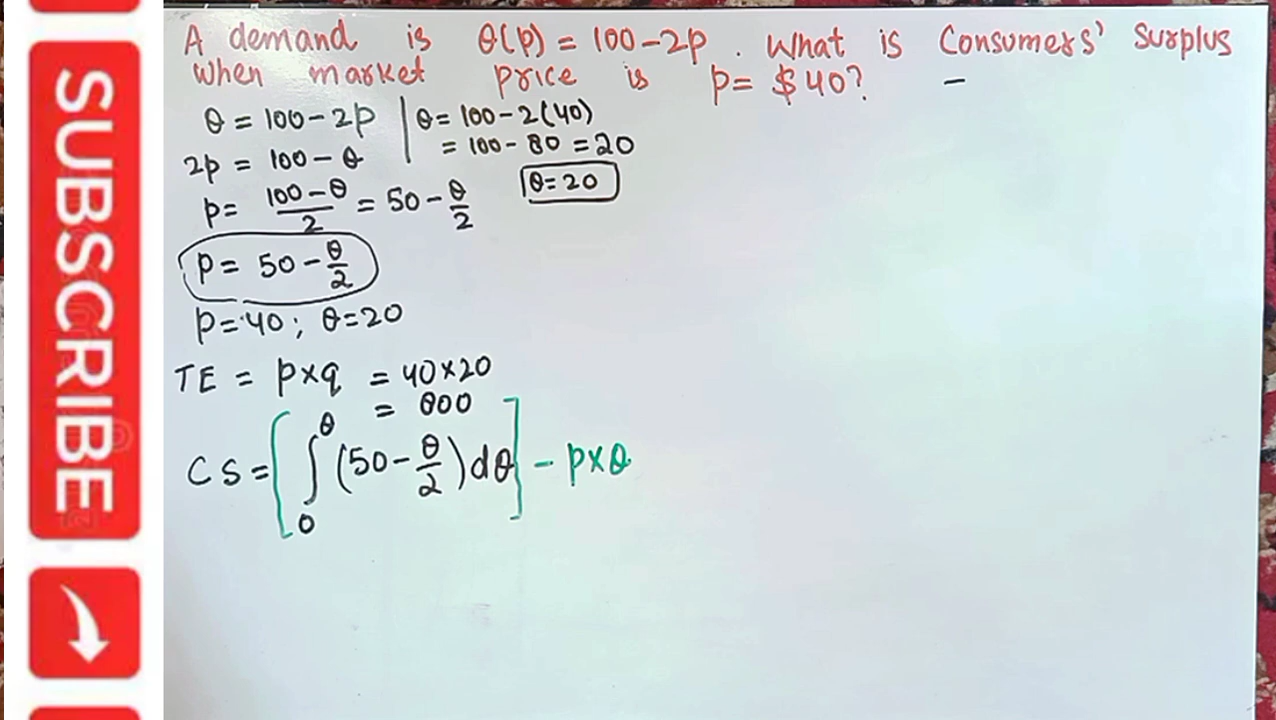 SUBSCRIBE
A demand is Q(p) = 100-2p. What is Consumers' Surplus
when market price is p= $40? -
Q = 100-2p | Q= 100-2(40)
2p = 100-Q = 100-80 =20
p= (100-Q)/2 = 50-Q/2 Q=20
p= 50-Q/2
p=40; Q=20
TE = p×q = 40×20
= 800
CS=[∫₀^Q (50-Q/2)dQ] - p×Q